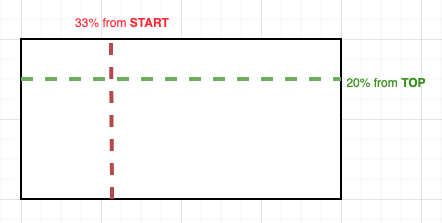 33% from START
20% from TOP